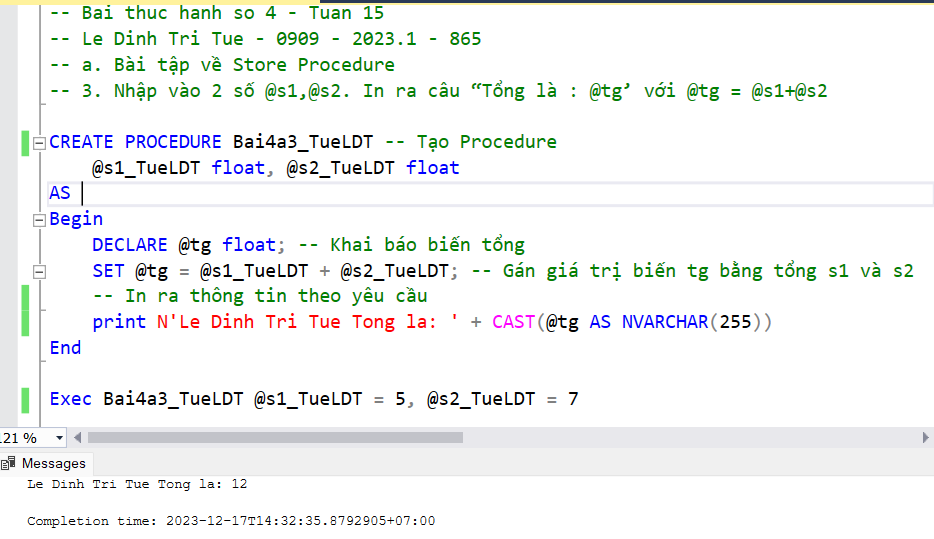 -- Bai thuc hanh so 4 - Tuan 15
-- Le Dinh Tri Tue - 0909 - 2023.1 - 865
-- a. Bài tập về Store Procedure
-- 3. Nhập vào 2 số @s1,@s2. In ra câu “Tổng là : @tg’ với @tg = @s1+@s2
CREATE PROCEDURE Bai4a3_TueLDT -- Tạo Procedure
@s1_TueLDT float, @s2_TueLDT float
AS
Begin
DECLARE @tg float; -- Khai báo biến tổng
SET @tg = @s1_TueLDT + @s2_TueLDT; -- Gán giá trị biến tg bằng tổng s1 và s2
-- In ra thông tin theo yêu cầu
print N'Le Dinh Tri Tue Tong la: ' + CAST(@tg AS NVARCHAR(255))
End
Exec Bai4a3_TueLDT @s1_TueLDT = 5, @s2_TueLDT = 7
121 %
Messages
Le Dinh Tri Tue Tong la: 12
Completion time: 2023-12-17T14:32:35.8792905+07:00